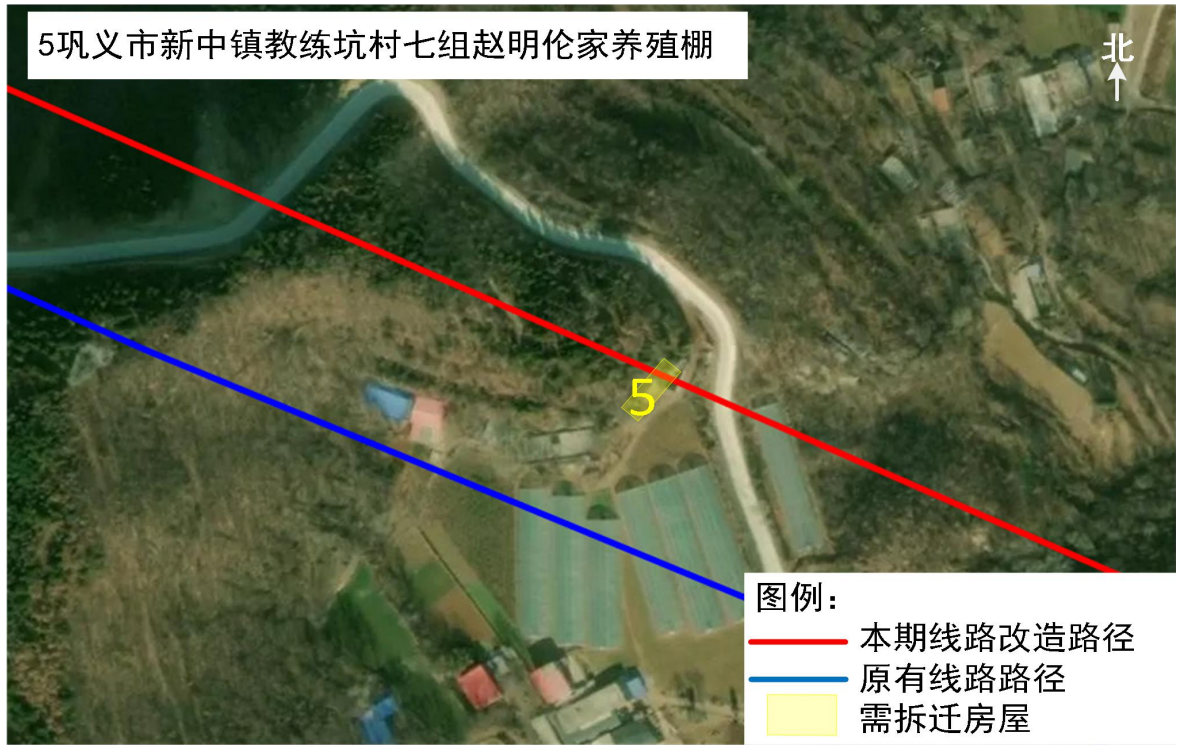 5巩义市新中镇教练坑村七组赵明伦家养殖棚
北
5
图例：
本期线路改造路径
原有线路路径
需拆迁房屋